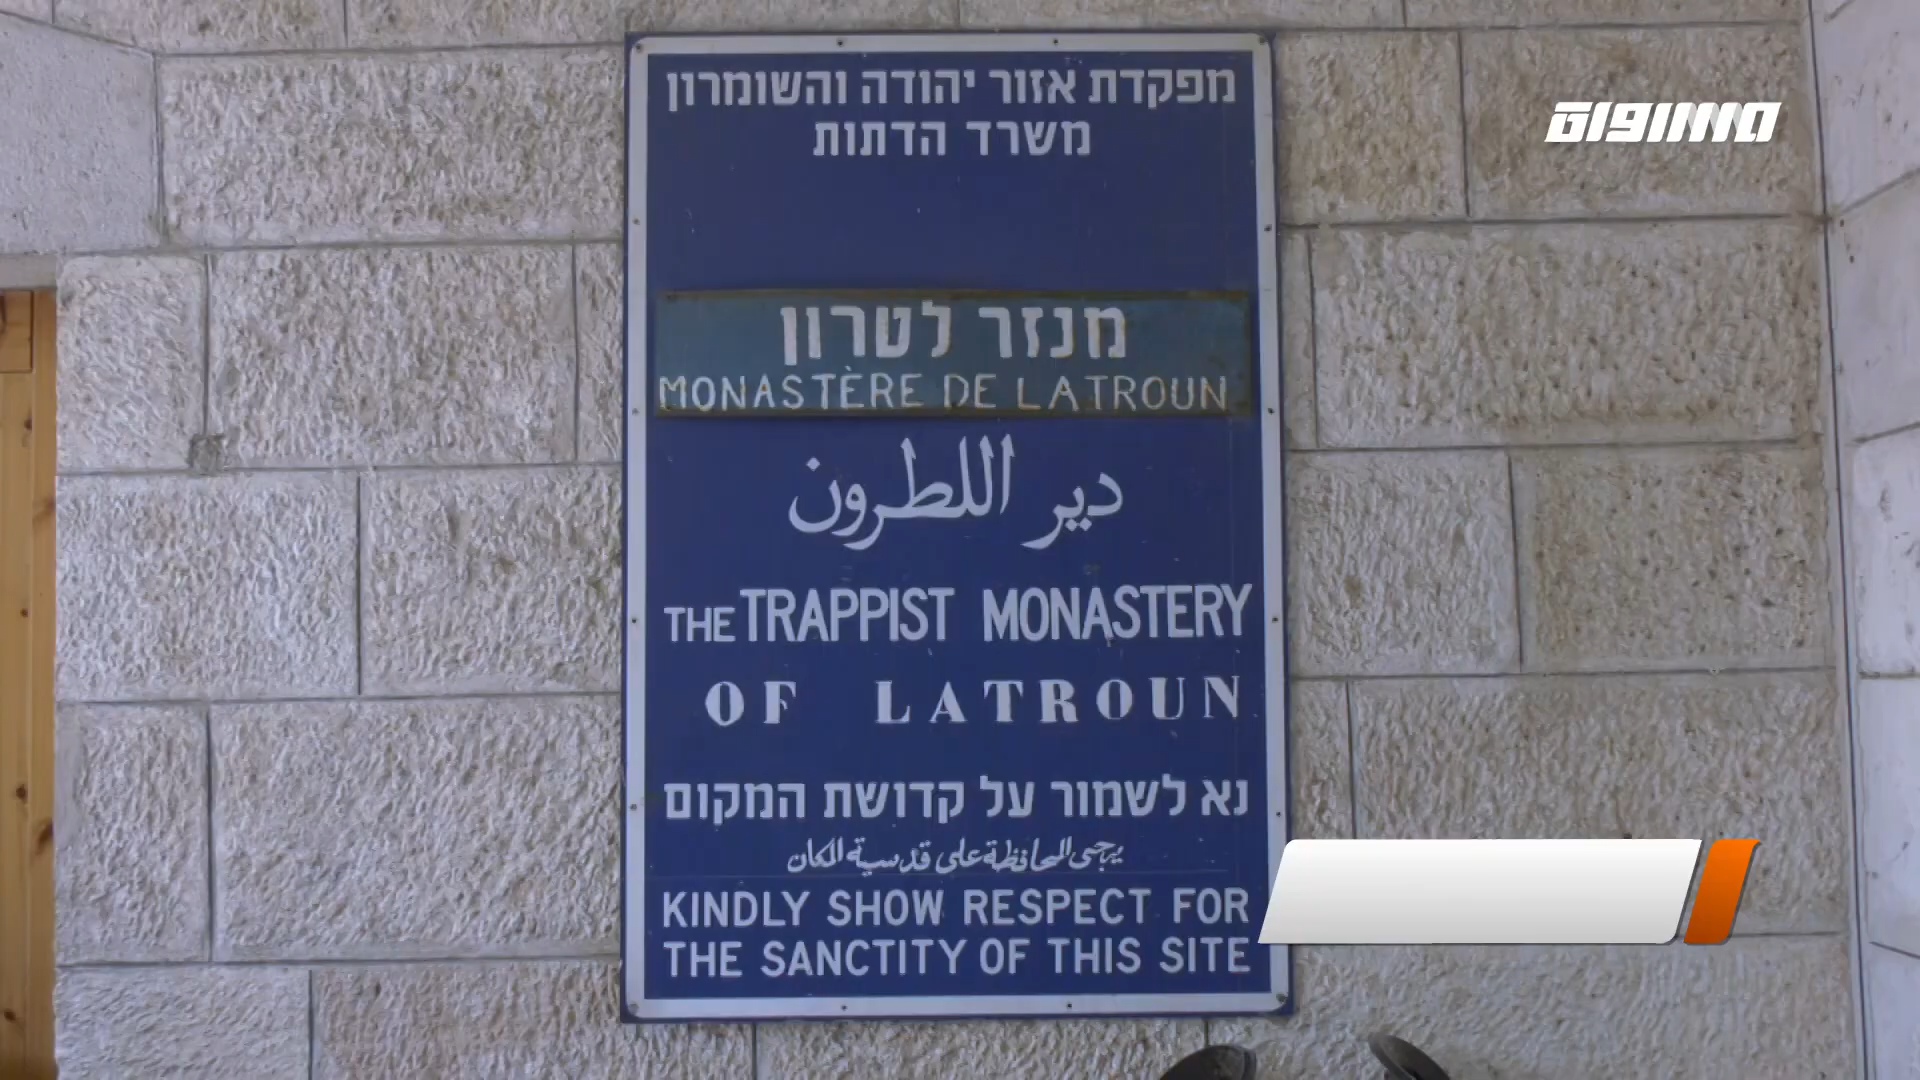 מפקדת אזור יהודה והשומרון
משרד הדתות
מנזר לטרון
MONASTÈRE DE LATROUN
دير اللطرون
THE TRAPPIST MONASTERY
OF LATROUN
נא לשמור על קדושת המקום
يرجى المحافظة على قدسية المكان
KINDLY SHOW RESPECT FOR
THE SANCTITY OF THIS SITE